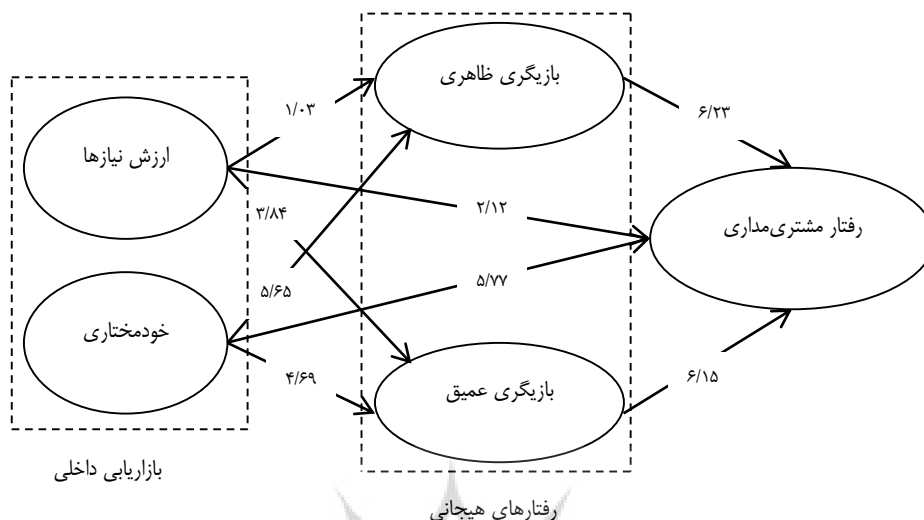 بازیگری ظاهری
۱/۰۳
۶/۲۳
ارزش نیازها
۳/۸۴
۲/۱۲
رفتار مشتری‌مداری
۵/۶۵
۵/۷۷
خودمختاری
۴/۶۹
۶/۱۵
بازیگری عمیق
بازاریابی داخلی
رفتارهای هیجانی